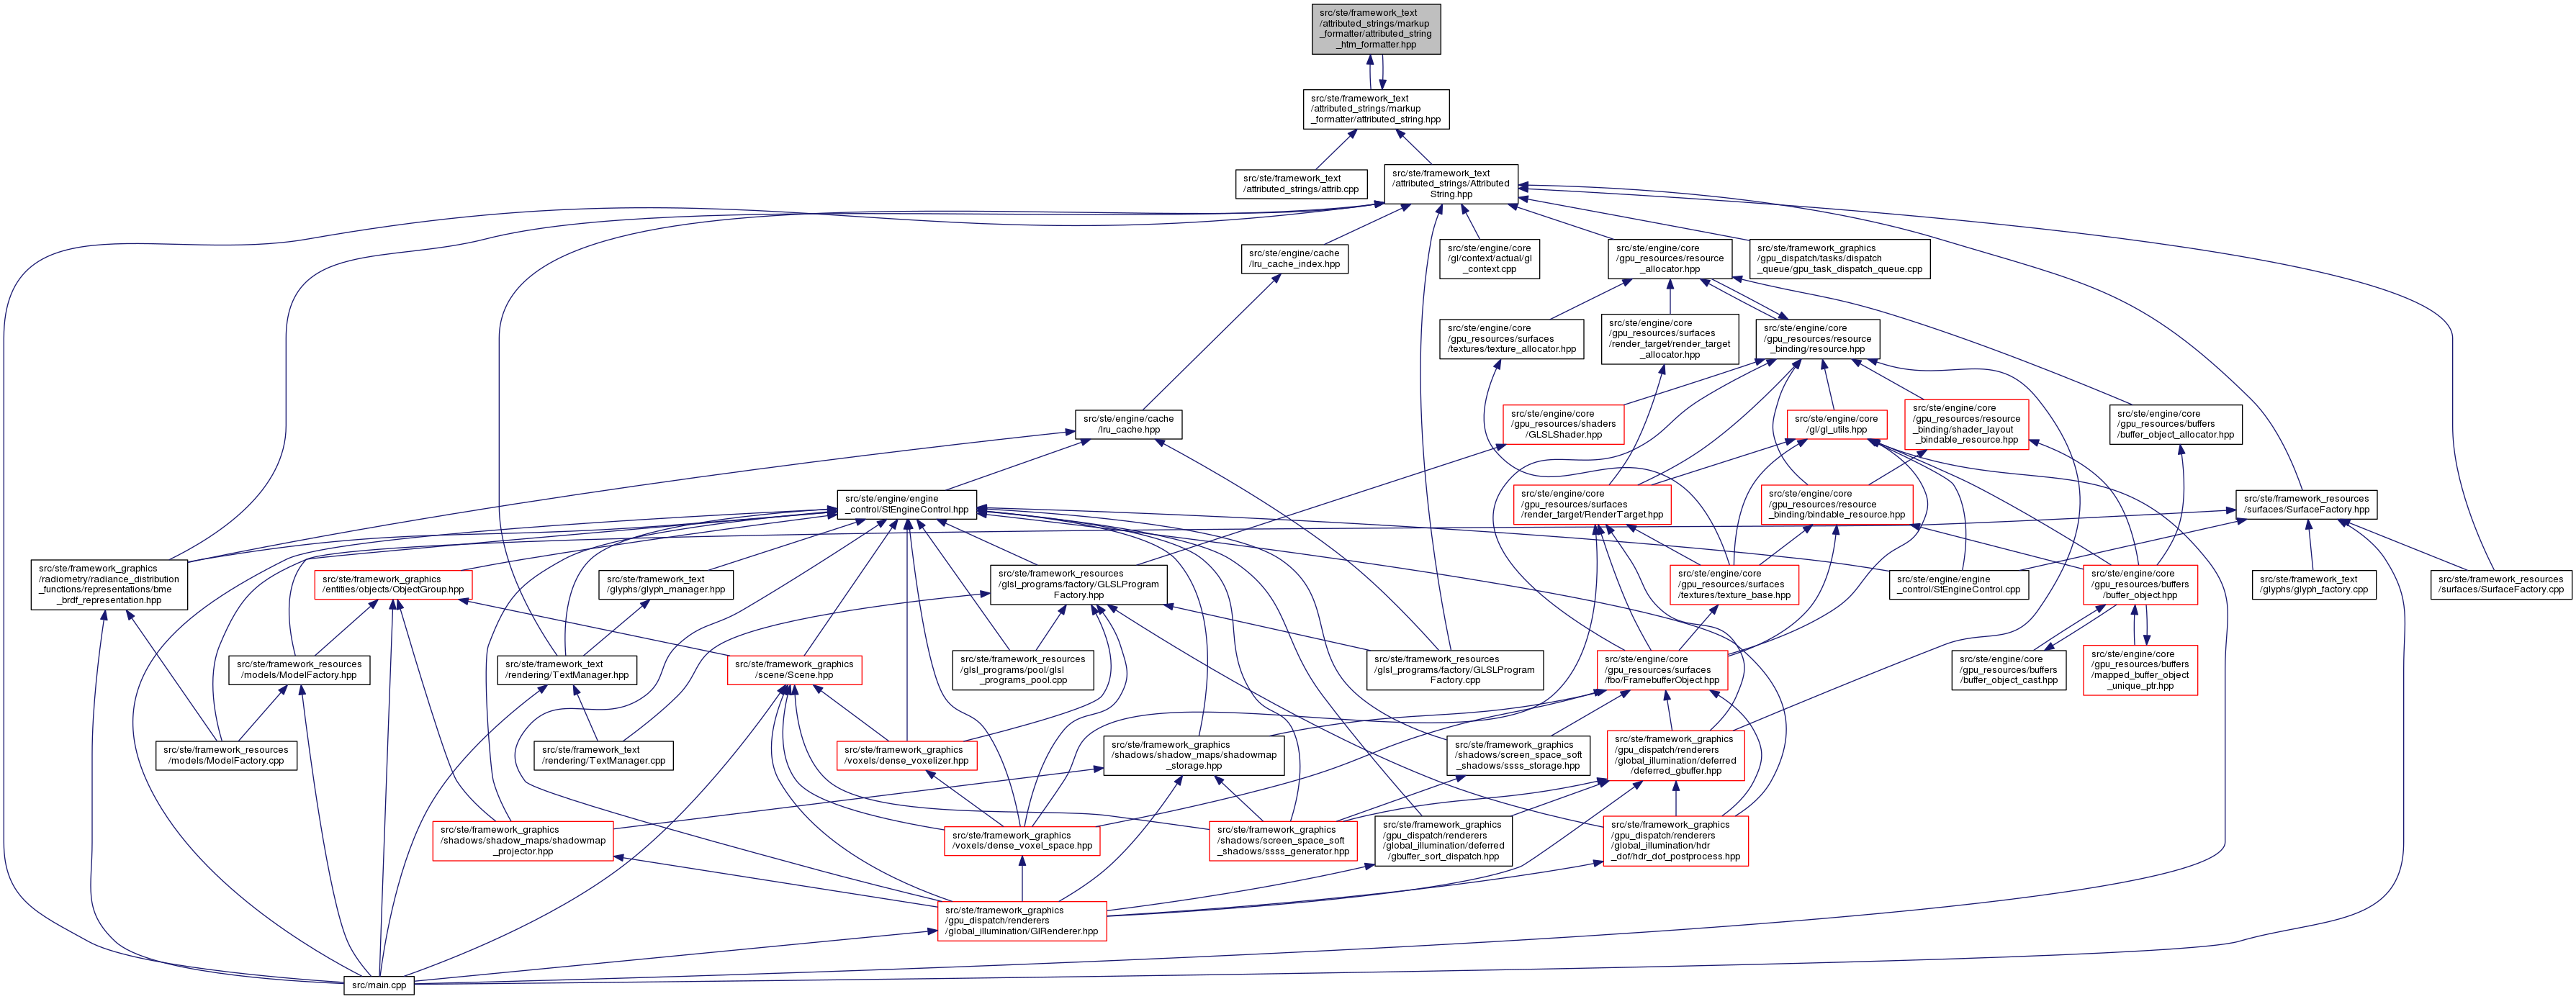 src/ste/framework_text
/attributed_strings/markup
_formatter/attributed_string
_htm_formatter.hpp
src/ste/framework_text
/attributed_strings/markup
_formatter/attributed_string.hpp
src/ste/framework_text
/attributed_strings/attrib.cpp
src/ste/framework_text
/attributed_strings/Attributed
String.hpp
src/ste/engine/cache
/lru_cache_index.hpp
src/ste/engine/core
/gl/context/actual/gl
_context.cpp
src/ste/engine/core
/gpu_resources/resource
_allocator.hpp
src/ste/framework_graphics
/gpu_dispatch/tasks/dispatch
_queue/gpu_task_dispatch_queue.cpp
src/ste/engine/core
/gpu_resources/surfaces
/textures/texture_allocator.hpp
src/ste/engine/core
/gpu_resources/surfaces
/render_target/render_target
_allocator.hpp
src/ste/engine/core
/gpu_resources/resource
_binding/resource.hpp
src/ste/engine/cache
/lru_cache.hpp
src/ste/engine/core
/gpu_resources/shaders
/GLSLShader.hpp
src/ste/engine/core
/gl/gl_utils.hpp
src/ste/engine/core
/gpu_resources/resource
_binding/shader_layout
_bindable_resource.hpp
src/ste/engine/core
/gpu_resources/buffers
/buffer_object_allocator.hpp
src/ste/engine/engine
_control/StEngineControl.hpp
src/ste/engine/core
/gpu_resources/surfaces
/render_target/RenderTarget.hpp
src/ste/engine/core
/gpu_resources/resource
_binding/bindable_resource.hpp
src/ste/framework_resources
/surfaces/SurfaceFactory.hpp
src/ste/framework_graphics
/radiometry/radiance_distribution
_functions/representations/bme
_brdf_representation.hpp
src/ste/framework_graphics
/entities/objects/ObjectGroup.hpp
src/ste/framework_text
/glyphs/glyph_manager.hpp
src/ste/framework_resources
/glsl_programs/factory/GLSLProgram
Factory.hpp
src/ste/engine/core
/gpu_resources/surfaces
/textures/texture_base.hpp
src/ste/engine/engine
_control/StEngineControl.cpp
src/ste/engine/core
/gpu_resources/buffers
/buffer_object.hpp
src/ste/framework_text
/glyphs/glyph_factory.cpp
src/ste/framework_resources
/surfaces/SurfaceFactory.cpp
src/ste/framework_resources
/models/ModelFactory.hpp
src/ste/framework_text
/rendering/TextManager.hpp
src/ste/framework_graphics
/scene/Scene.hpp
src/ste/framework_resources
/glsl_programs/pool/glsl
_programs_pool.cpp
src/ste/framework_resources
/glsl_programs/factory/GLSLProgram
Factory.cpp
src/ste/engine/core
/gpu_resources/surfaces
/fbo/FramebufferObject.hpp
src/ste/engine/core
/gpu_resources/buffers
/buffer_object_cast.hpp
src/ste/engine/core
/gpu_resources/buffers
/mapped_buffer_object
_unique_ptr.hpp
src/ste/framework_resources
/models/ModelFactory.cpp
src/ste/framework_text
/rendering/TextManager.cpp
src/ste/framework_graphics
/voxels/dense_voxelizer.hpp
src/ste/framework_graphics
/shadows/shadow_maps/shadowmap
_storage.hpp
src/ste/framework_graphics
/shadows/screen_space_soft
_shadows/ssss_storage.hpp
src/ste/framework_graphics
/gpu_dispatch/renderers
/global_illumination/deferred
/deferred_gbuffer.hpp
src/ste/framework_graphics
/shadows/shadow_maps/shadowmap
_projector.hpp
src/ste/framework_graphics
/voxels/dense_voxel_space.hpp
src/ste/framework_graphics
/shadows/screen_space_soft
_shadows/ssss_generator.hpp
src/ste/framework_graphics
/gpu_dispatch/renderers
/global_illumination/deferred
/gbuffer_sort_dispatch.hpp
src/ste/framework_graphics
/gpu_dispatch/renderers
/global_illumination/hdr
_dof/hdr_dof_postprocess.hpp
src/ste/framework_graphics
/gpu_dispatch/renderers
/global_illumination/GIRenderer.hpp
src/main.cpp